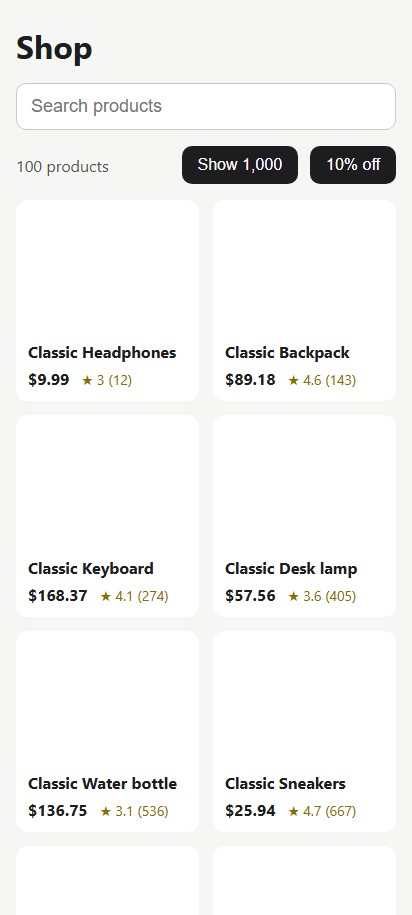 Shop
Search products
100 products
Show 1,000
10% off
Classic Headphones
$9.99 ★ 3 (12)
Classic Backpack
$89.18 ★ 4.6 (143)
Classic Keyboard
$168.37 ★ 4.1 (274)
Classic Desk lamp
$57.56 ★ 3.6 (405)
Classic Water bottle
$136.75 ★ 3.1 (536)
Classic Sneakers
$25.94 ★ 4.7 (667)